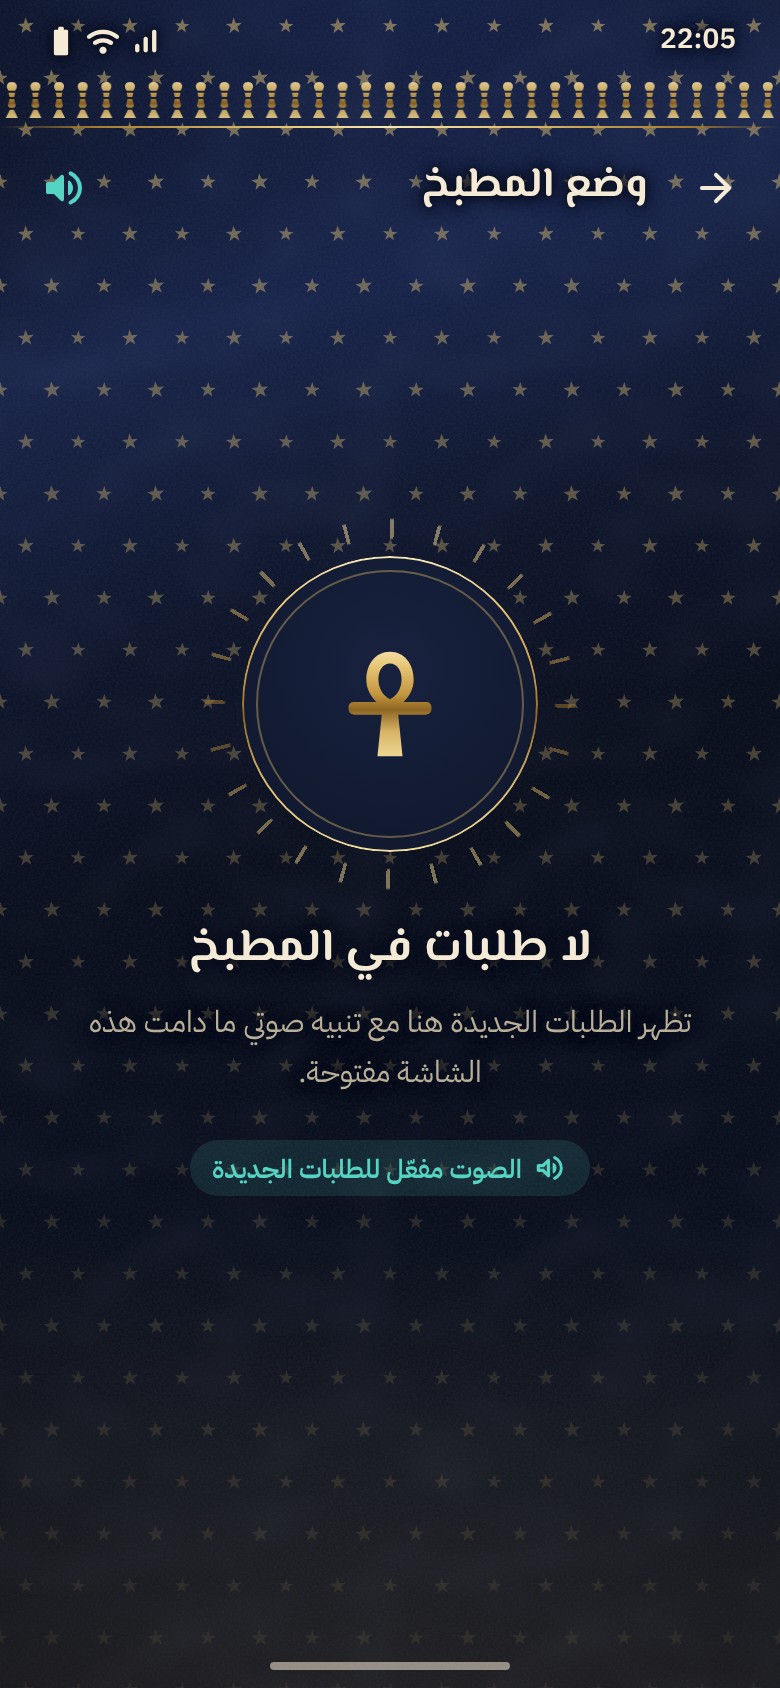 22:05
وضع المطبخ
لا طلبات في المطبخ
تظهر الطلبات الجديدة هنا مع تنبيه صوتي ما دامت هذه
الشاشة مفتوحة.
الصوت مفعّل للطلبات الجديدة